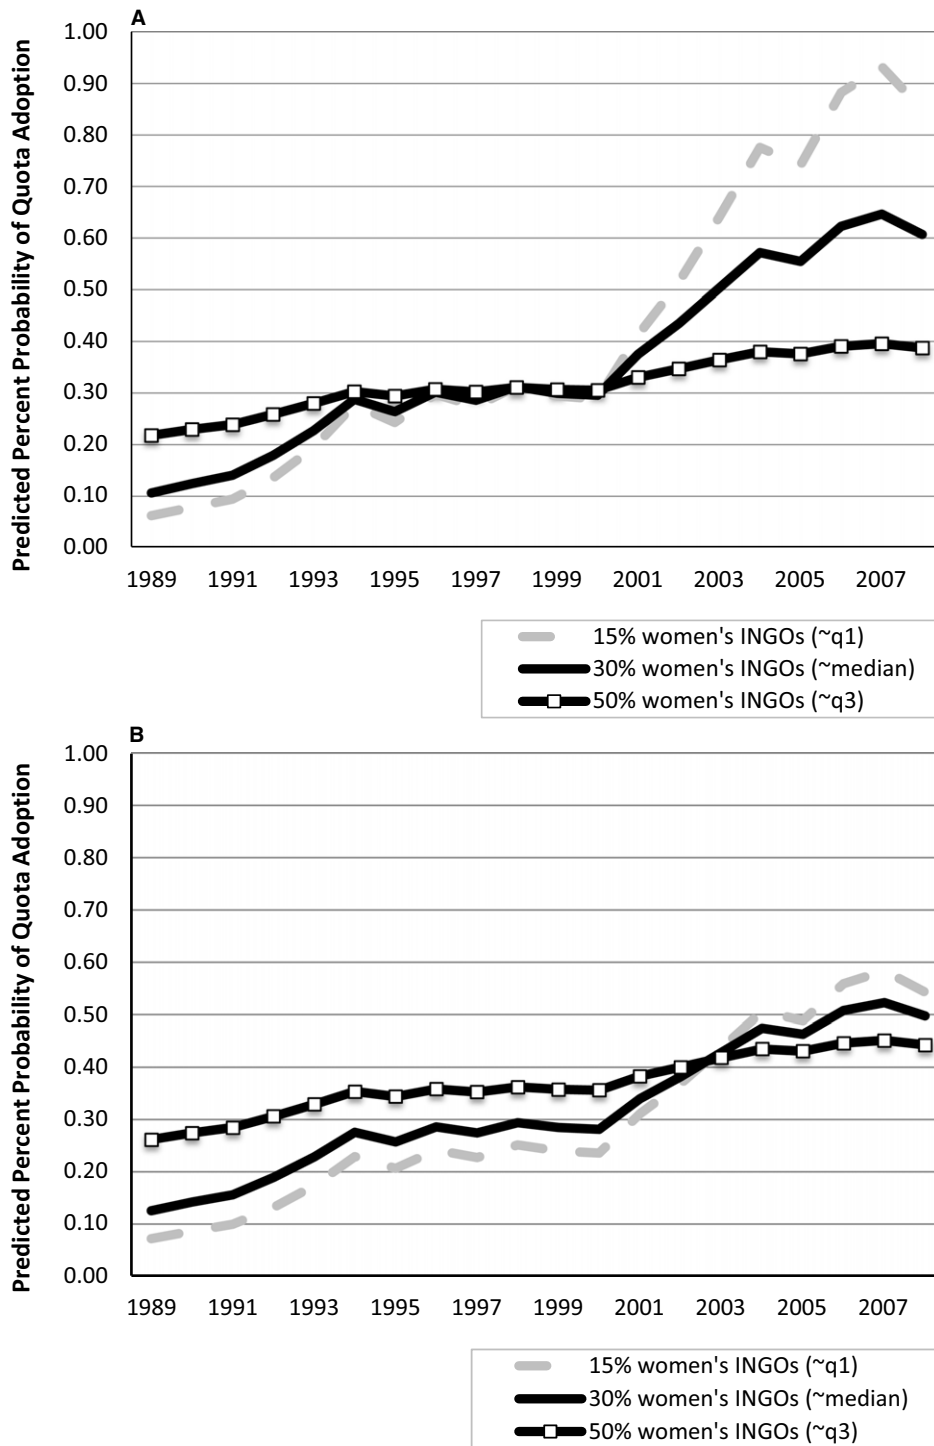 A
Predicted Percent Probability of Quota Adoption
1.00
0.90
0.80
0.70
0.60
0.50
0.40
0.30
0.20
0.10
0.00
1989 1991 1993 1995 1997 1999 2001 2003 2005 2007
15% women's INGOs (~q1)
30% women's INGOs (~median)
50% women's INGOs (~q3)
B
Predicted Percent Probability of Quota Adoption
1.00
0.90
0.80
0.70
0.60
0.50
0.40
0.30
0.20
0.10
0.00
1989 1991 1993 1995 1997 1999 2001 2003 2005 2007
15% women's INGOs (~q1)
30% women's INGOs (~median)
50% women's INGOs (~q3)